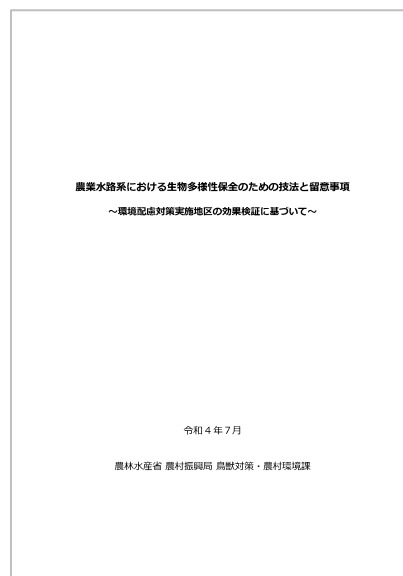 農業水路系における生物多様性保全のための技法と留意事項
～環境配慮対策実施地区の効果検証に基づいて～
令和４年７月
農林水産省 農村振興局 鳥獣対策・農村環境課